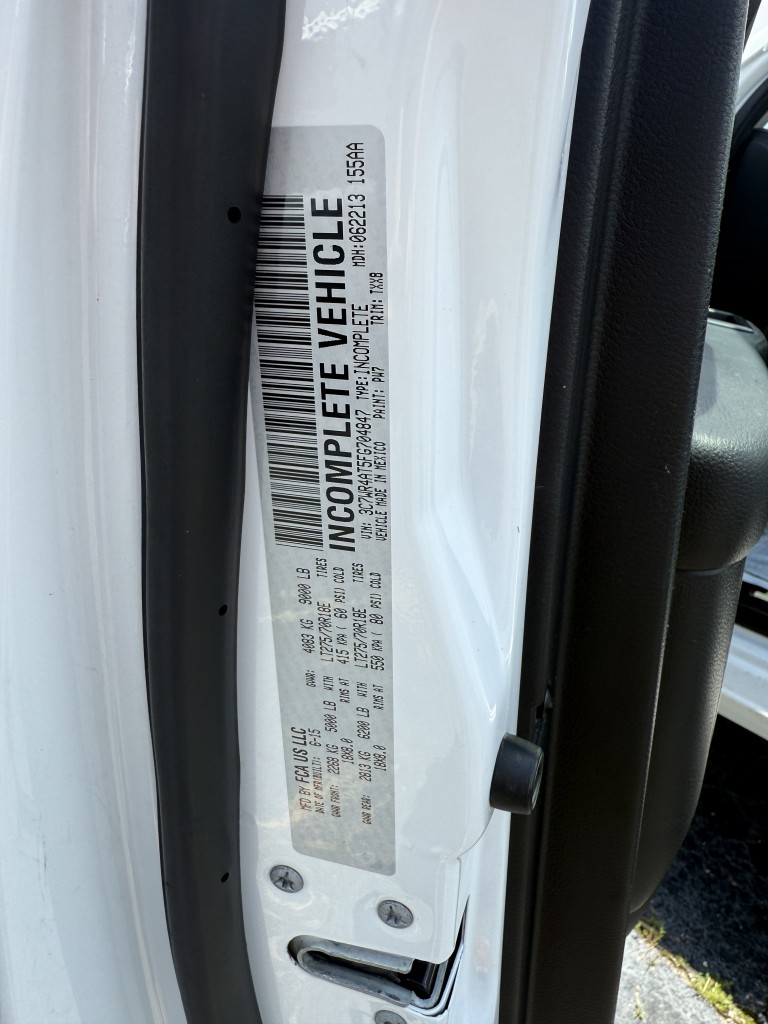 MFD BY FCA US LLC
DATE OF MFR(BUILT): 6-15 GVWR: 4083 KG 9000 LB
GAWR FRONT: 2268 KG 5000 LB WITH LT275/70R18E TIRES
18X8.0 RIMS AT 415 KPA ( 60 PSI) COLD
GAWR REAR: 2813 KG 6200 LB WITH LT275/70R18E TIRES
18X8.0 RIMS AT 550 KPA ( 80 PSI) COLD
INCOMPLETE VEHICLE
MDH:062213 155AA
VIN: 3C7WR4AT5FG704847 TYPE:INCOMPLETE
VEHICLE MADE IN MEXICO PAINT: PW7 TRIM: TXX8